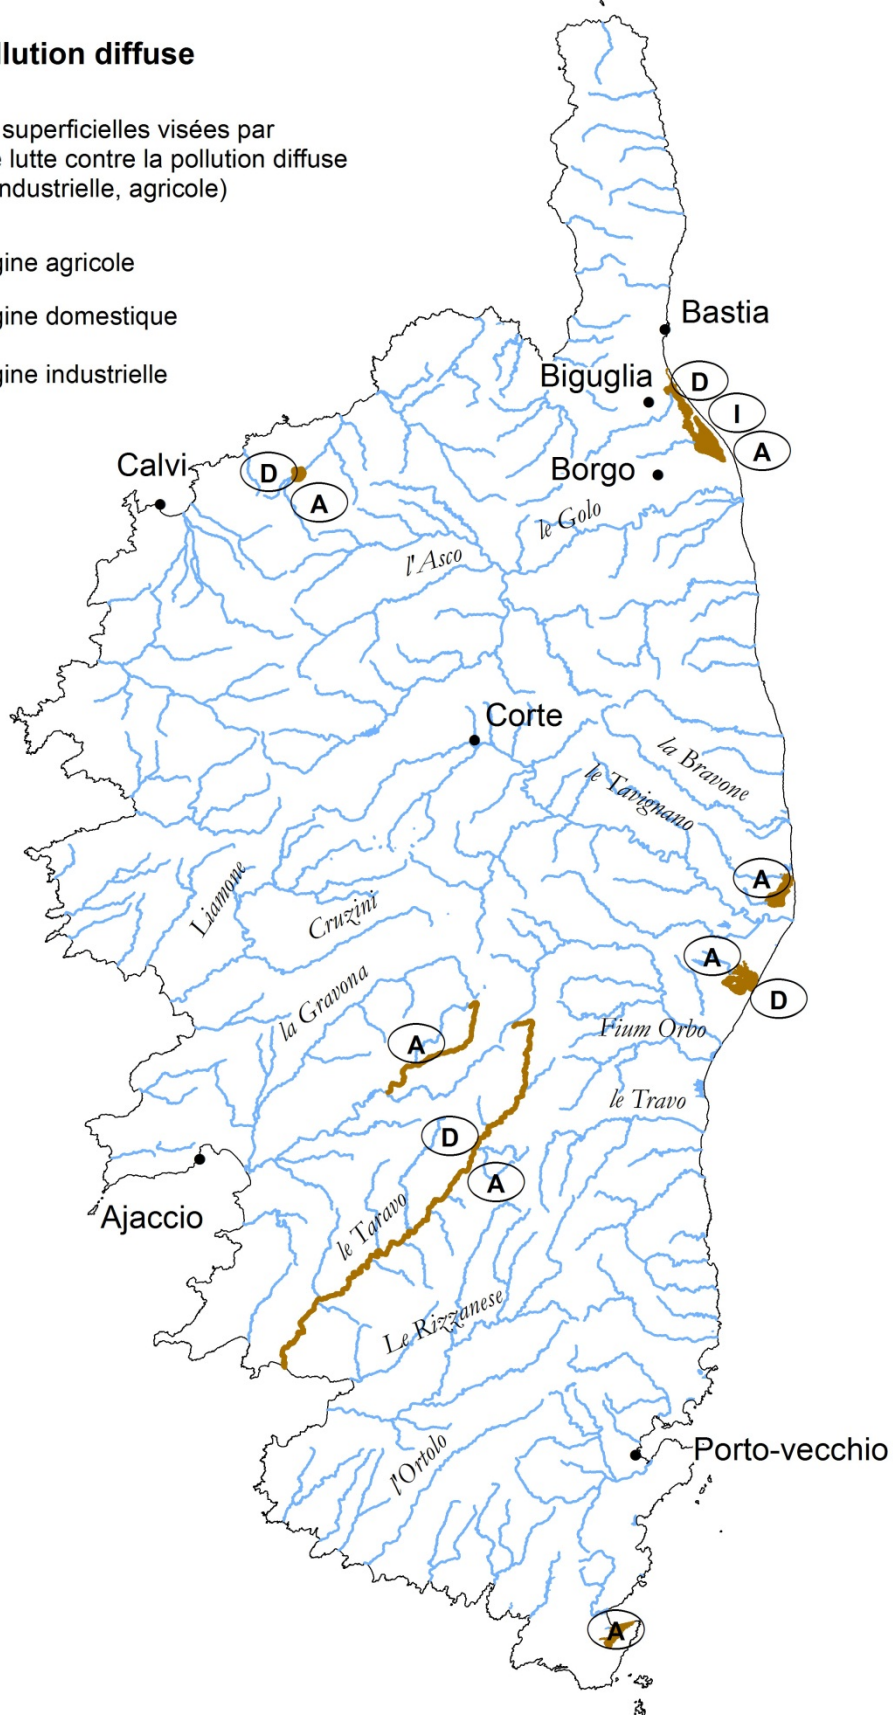 llution diffuse
superficielles visées par
e lutte contre la pollution diffuse
industrielle, agricole)
gine agricole
gine domestique
gine industrielle
Bastia
Biguglia
D
I
A
Calvi
D
A
Borgo
le Golo
l'Asco
Corte
la Bravone
le Tavignano
A
Liamone
Cruzini
A
D
la Gravona
A
Fium Orbo
le Travo
D
A
Ajaccio
le Taravo
Le Rizzanese
Porto-vecchio
l'Ortolo
A